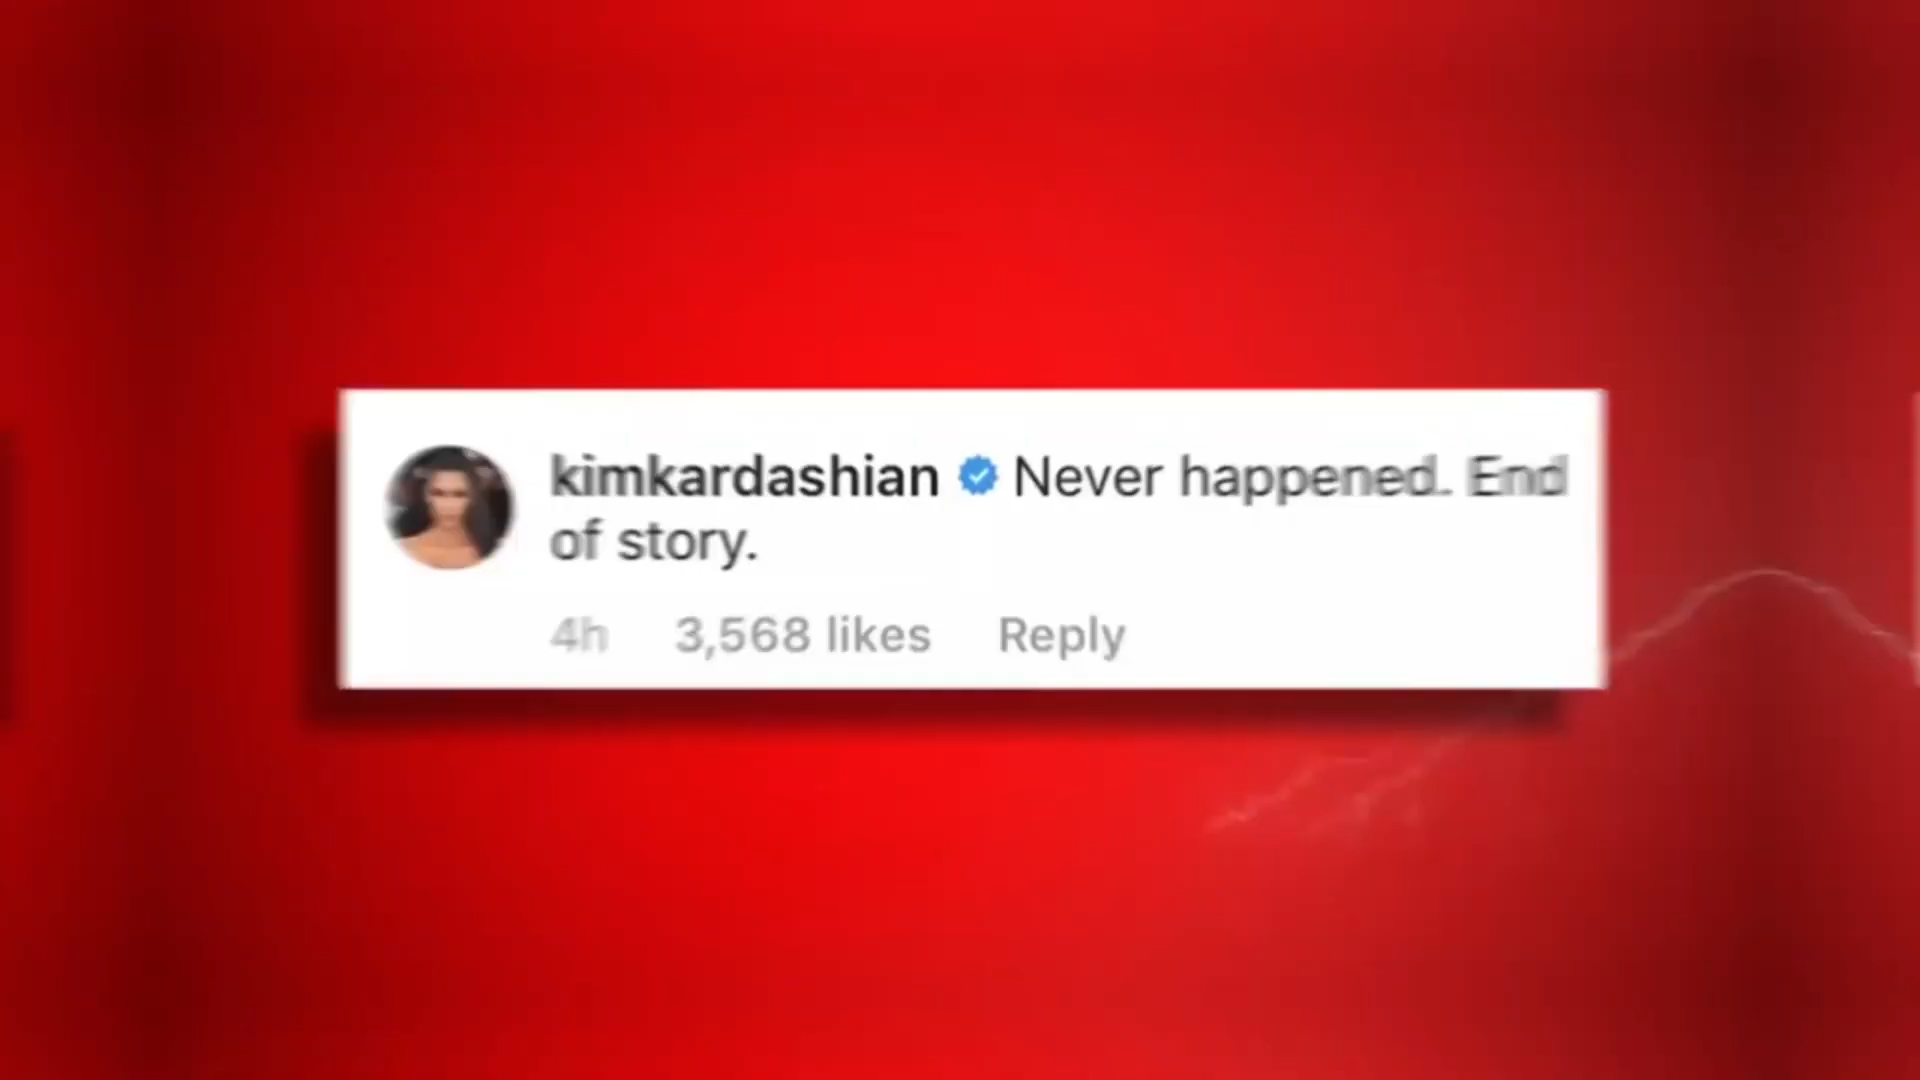 kimkardashian Never happened. End
of story.
4h 3,568 likes Reply